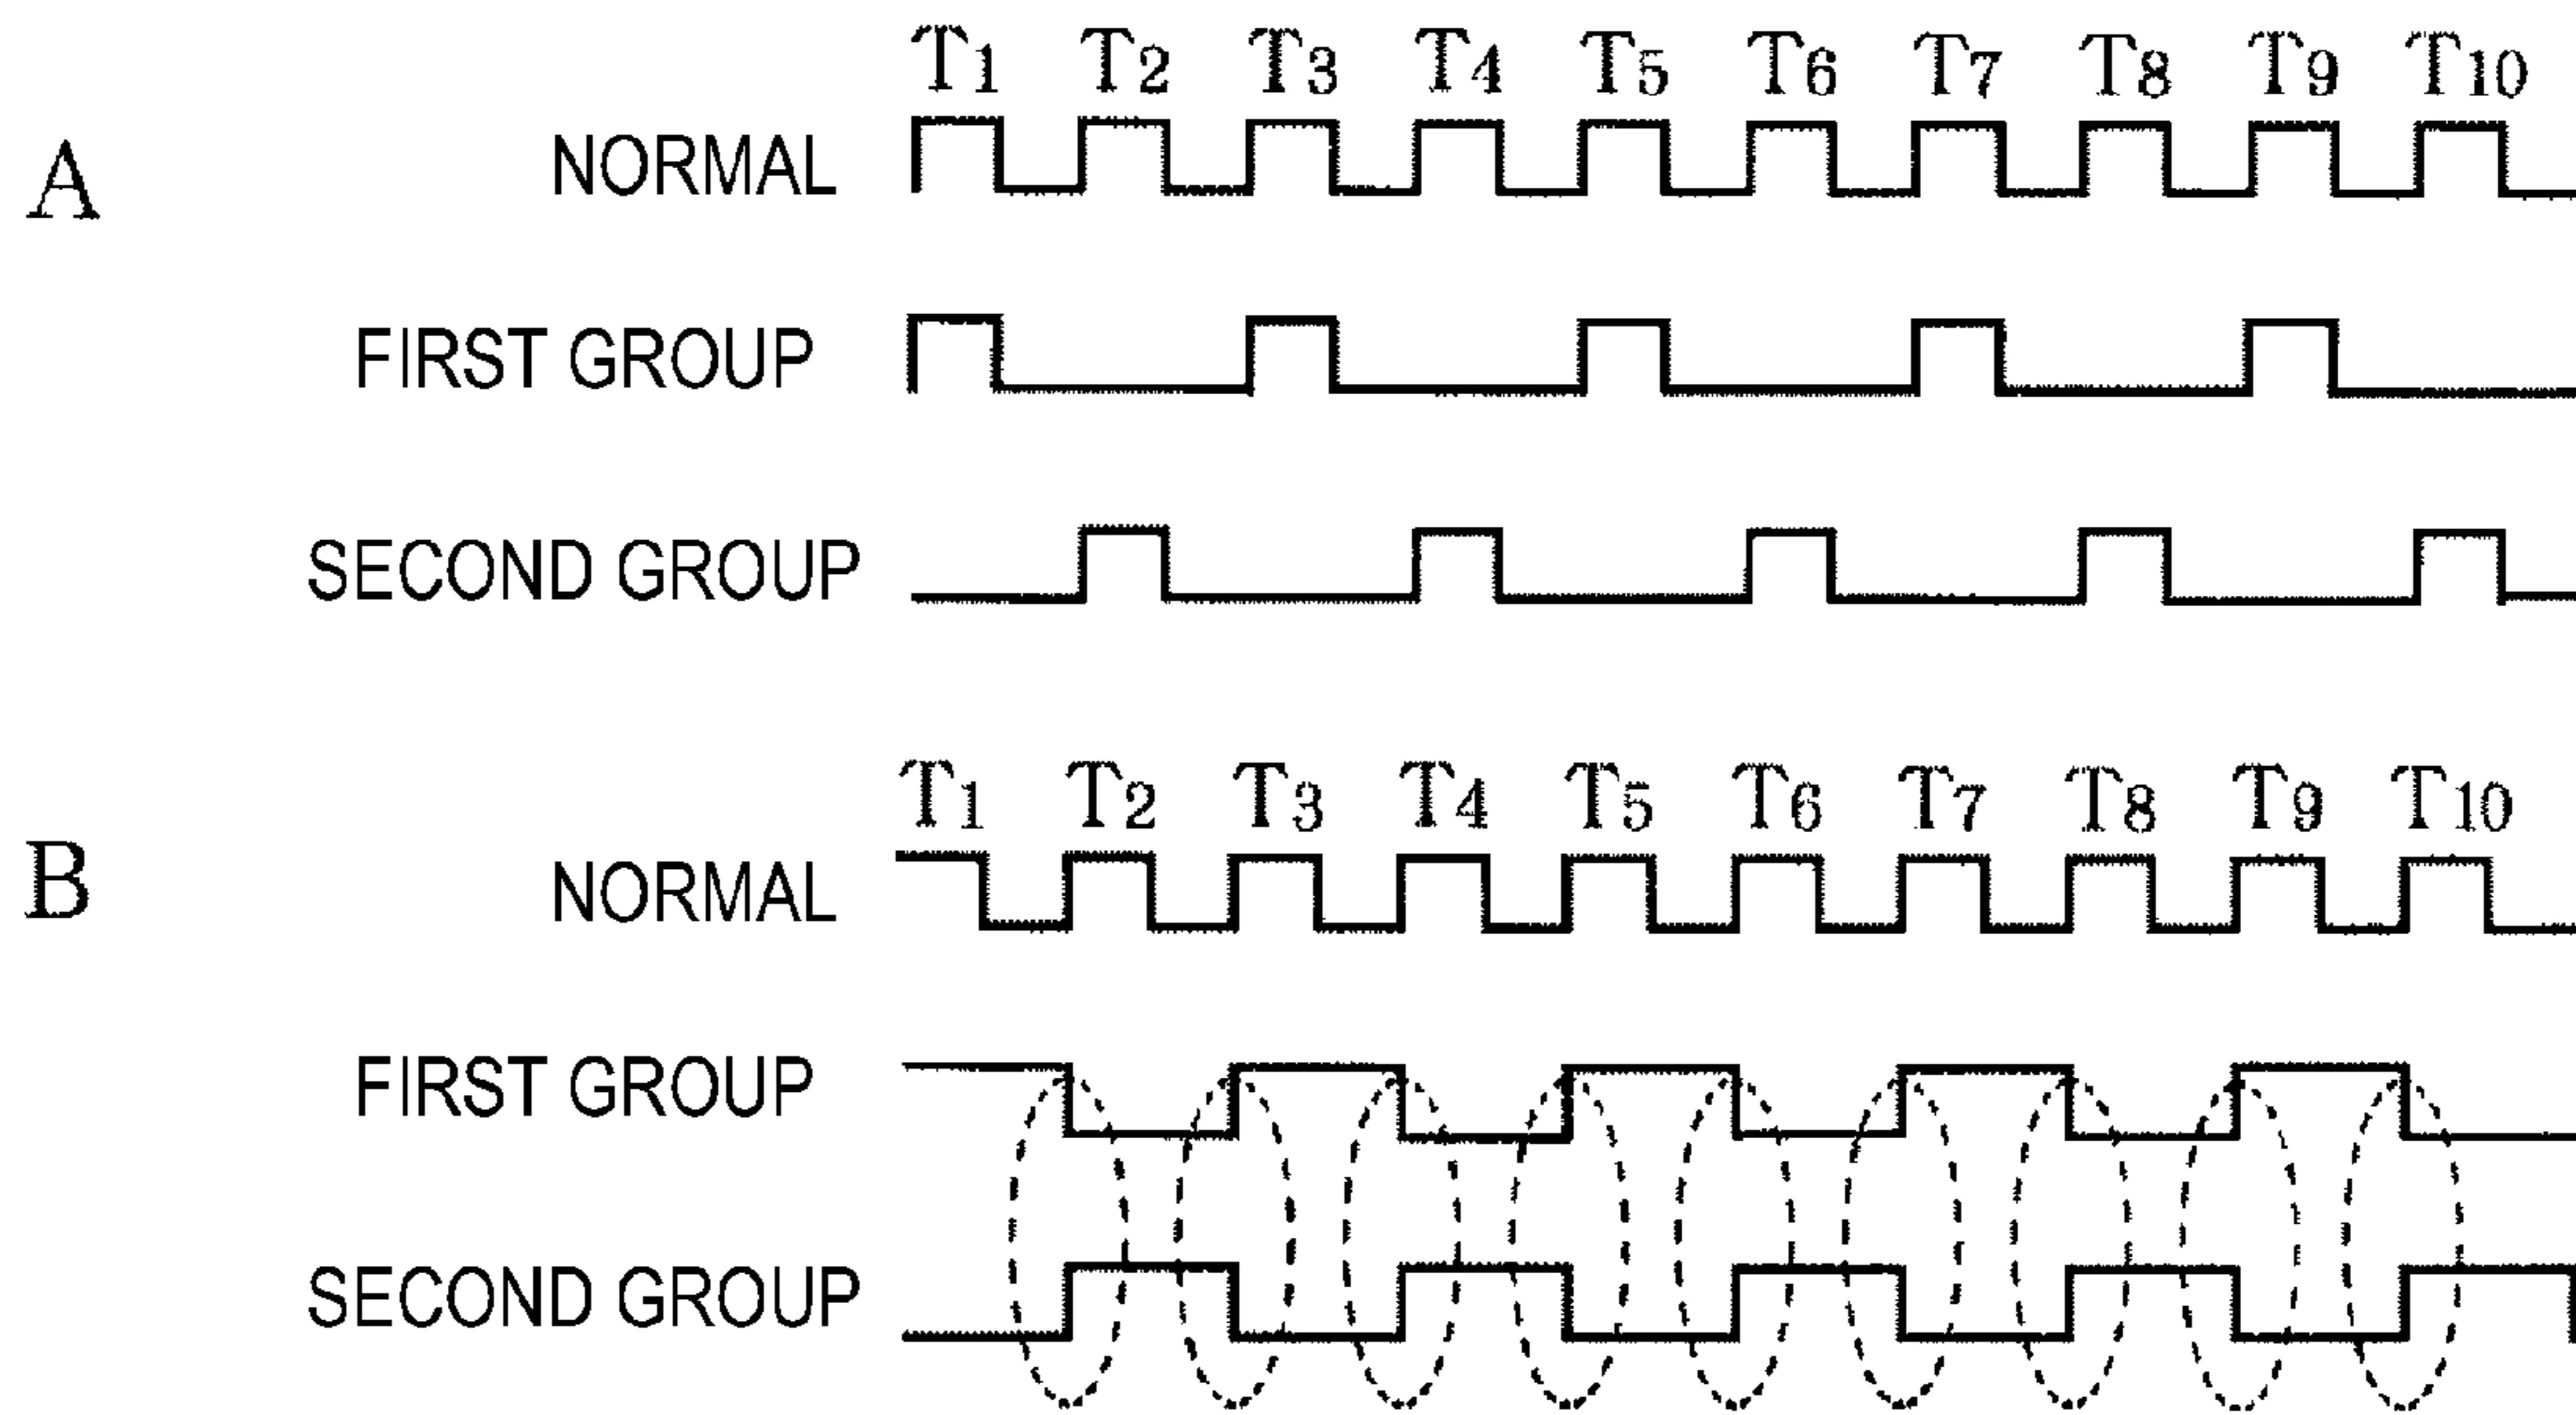 T1 T2 T3 T4 T5 T6 T7 T8 T9 T10
A NORMAL
FIRST GROUP
SECOND GROUP
T1 T2 T3 T4 T5 T6 T7 T8 T9 T10
B NORMAL
FIRST GROUP
SECOND GROUP